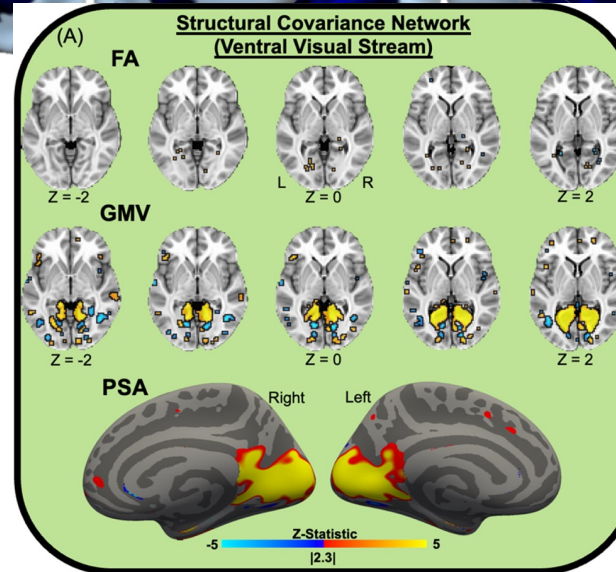 (A)
Structural Covariance Network
(Ventral Visual Stream)
FA
L R
Z = -2 Z = 0 Z = 2
GMV
Z = -2 Z = 0 Z = 2
PSA
Right Left
Z-Statistic
-5 5
|2.3|